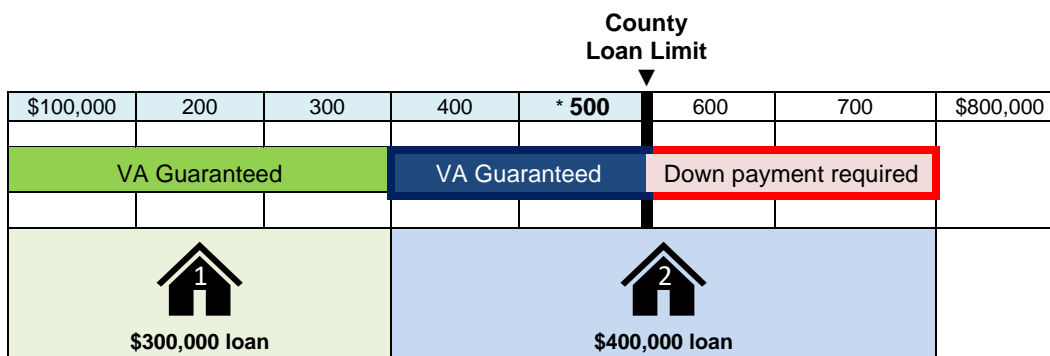 County
Loan Limit
▼
$100,000 200 300 400 * 500 600 700 $800,000
VA Guaranteed VA Guaranteed Down payment required
1 2
$300,000 loan $400,000 loan